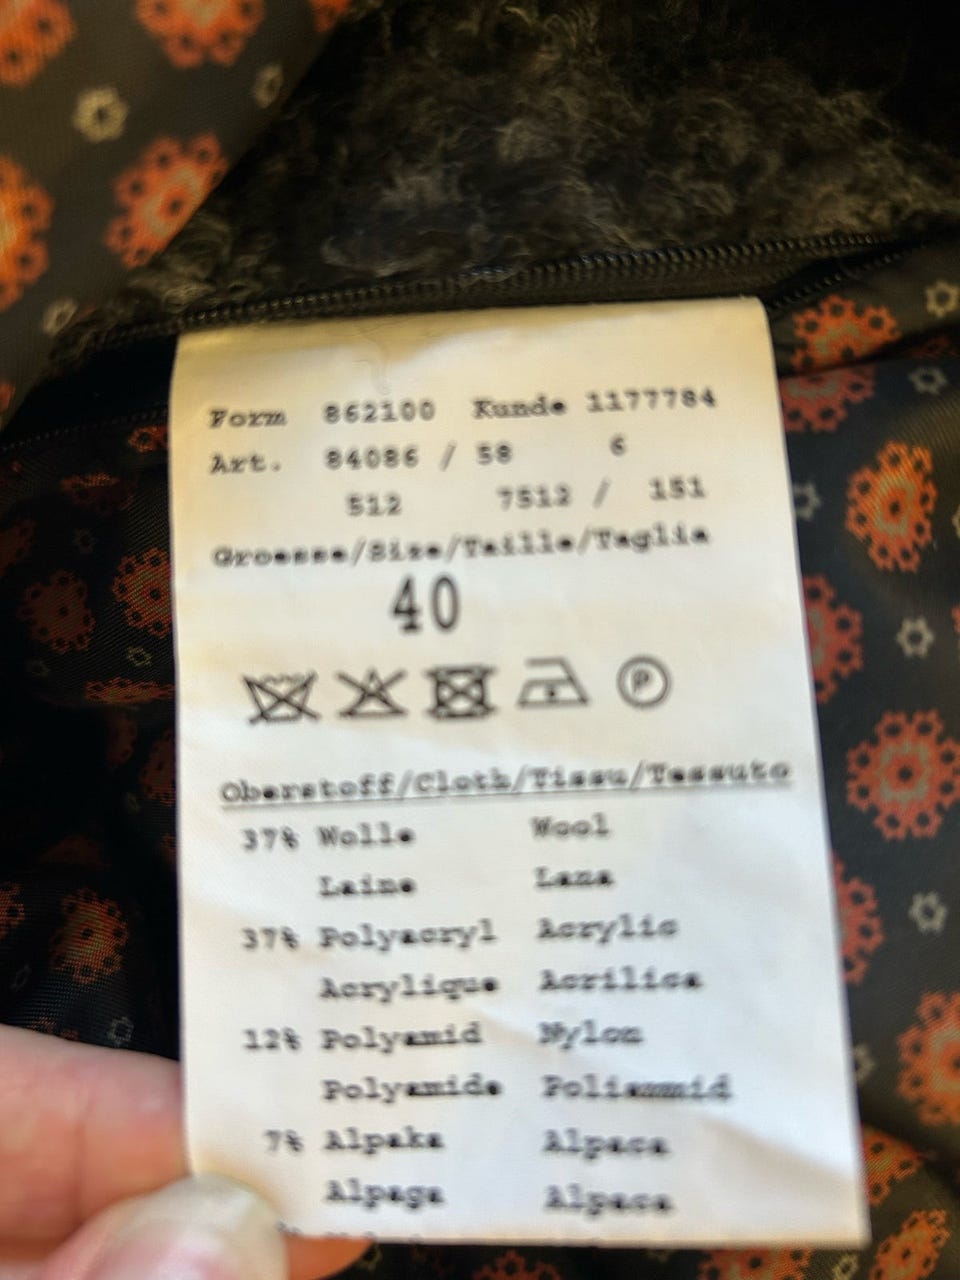 Form 862100 Kunde 1177784
Art. 84086 / 58 6
512 7512 / 151
Groesse/Size/Taille/Taglia
40
P
Oberstoff/Cloth/Tissu/Tessuto
37% Wolle Wool
Laine Lana
37% Polyacryl Acrylic
Acrylique Acrilica
12% Polyamid Nylon
Polyamide Poliammid
7% Alpaka Alpaca
Alpaga Alpaca